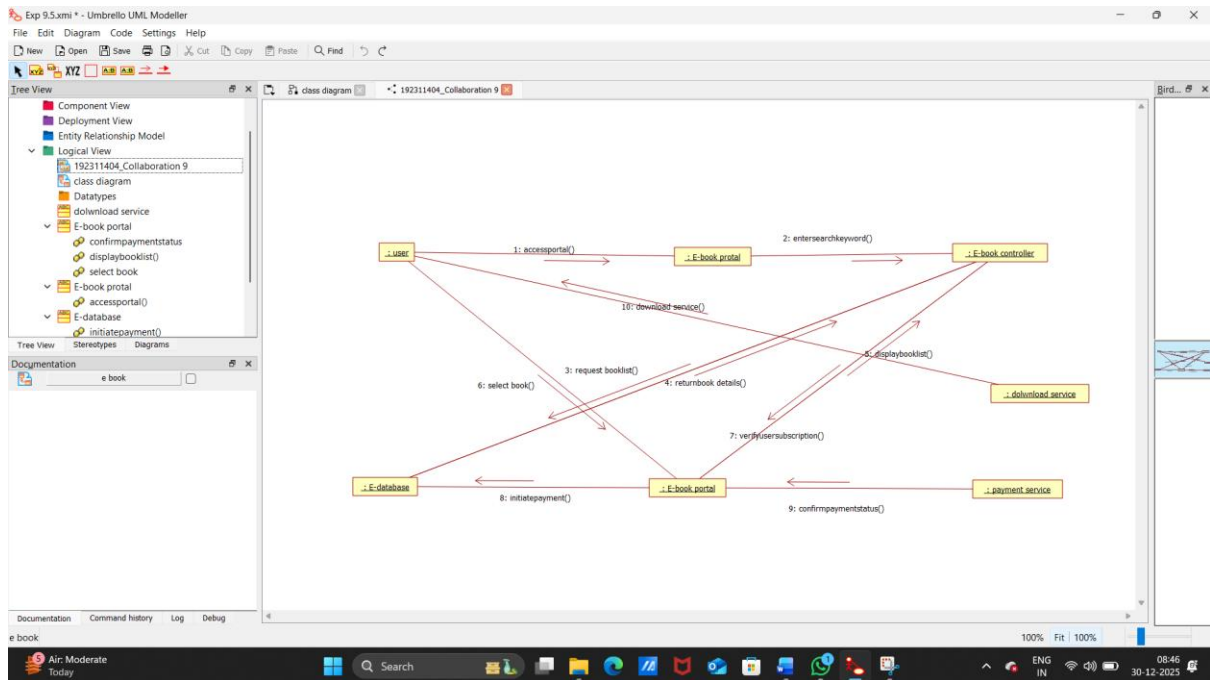 Exp 9.5.xmi * - Umbrello UML Modeller
File Edit Diagram Code Settings Help
New Open Save Cut Copy Paste Find
XYZ XYZ A:B A:B
Tree View
class diagram 192311404_Collaboration 9
Bird...
Component View
Deployment View
Entity Relationship Model
Logical View
192311404_Collaboration 9
class diagram
Datatypes
dolwnload service
E-book portal
confirmpaymentstatus
displaybooklist()
select book
E-book protal
accessportal()
E-database
initiatepayment()
Tree View Stereotypes Diagrams
Documentation
e book
: user
1: accessportal()
: E-book protal
2: entersearchkeyword()
: E-book controller
10: download service()
5: displaybooklist()
3: request booklist()
4: returnbook details()
6: select book()
: dolwnload service
7: verifyusersubscription()
: E-database
8: initiatepayment()
: E-book portal
9: confirmpaymentstatus()
: payment service
Documentation Command history Log Debug
e book
100% Fit 100%
5
Air: Moderate
Today
Search
ENG
IN
08:46
30-12-2025